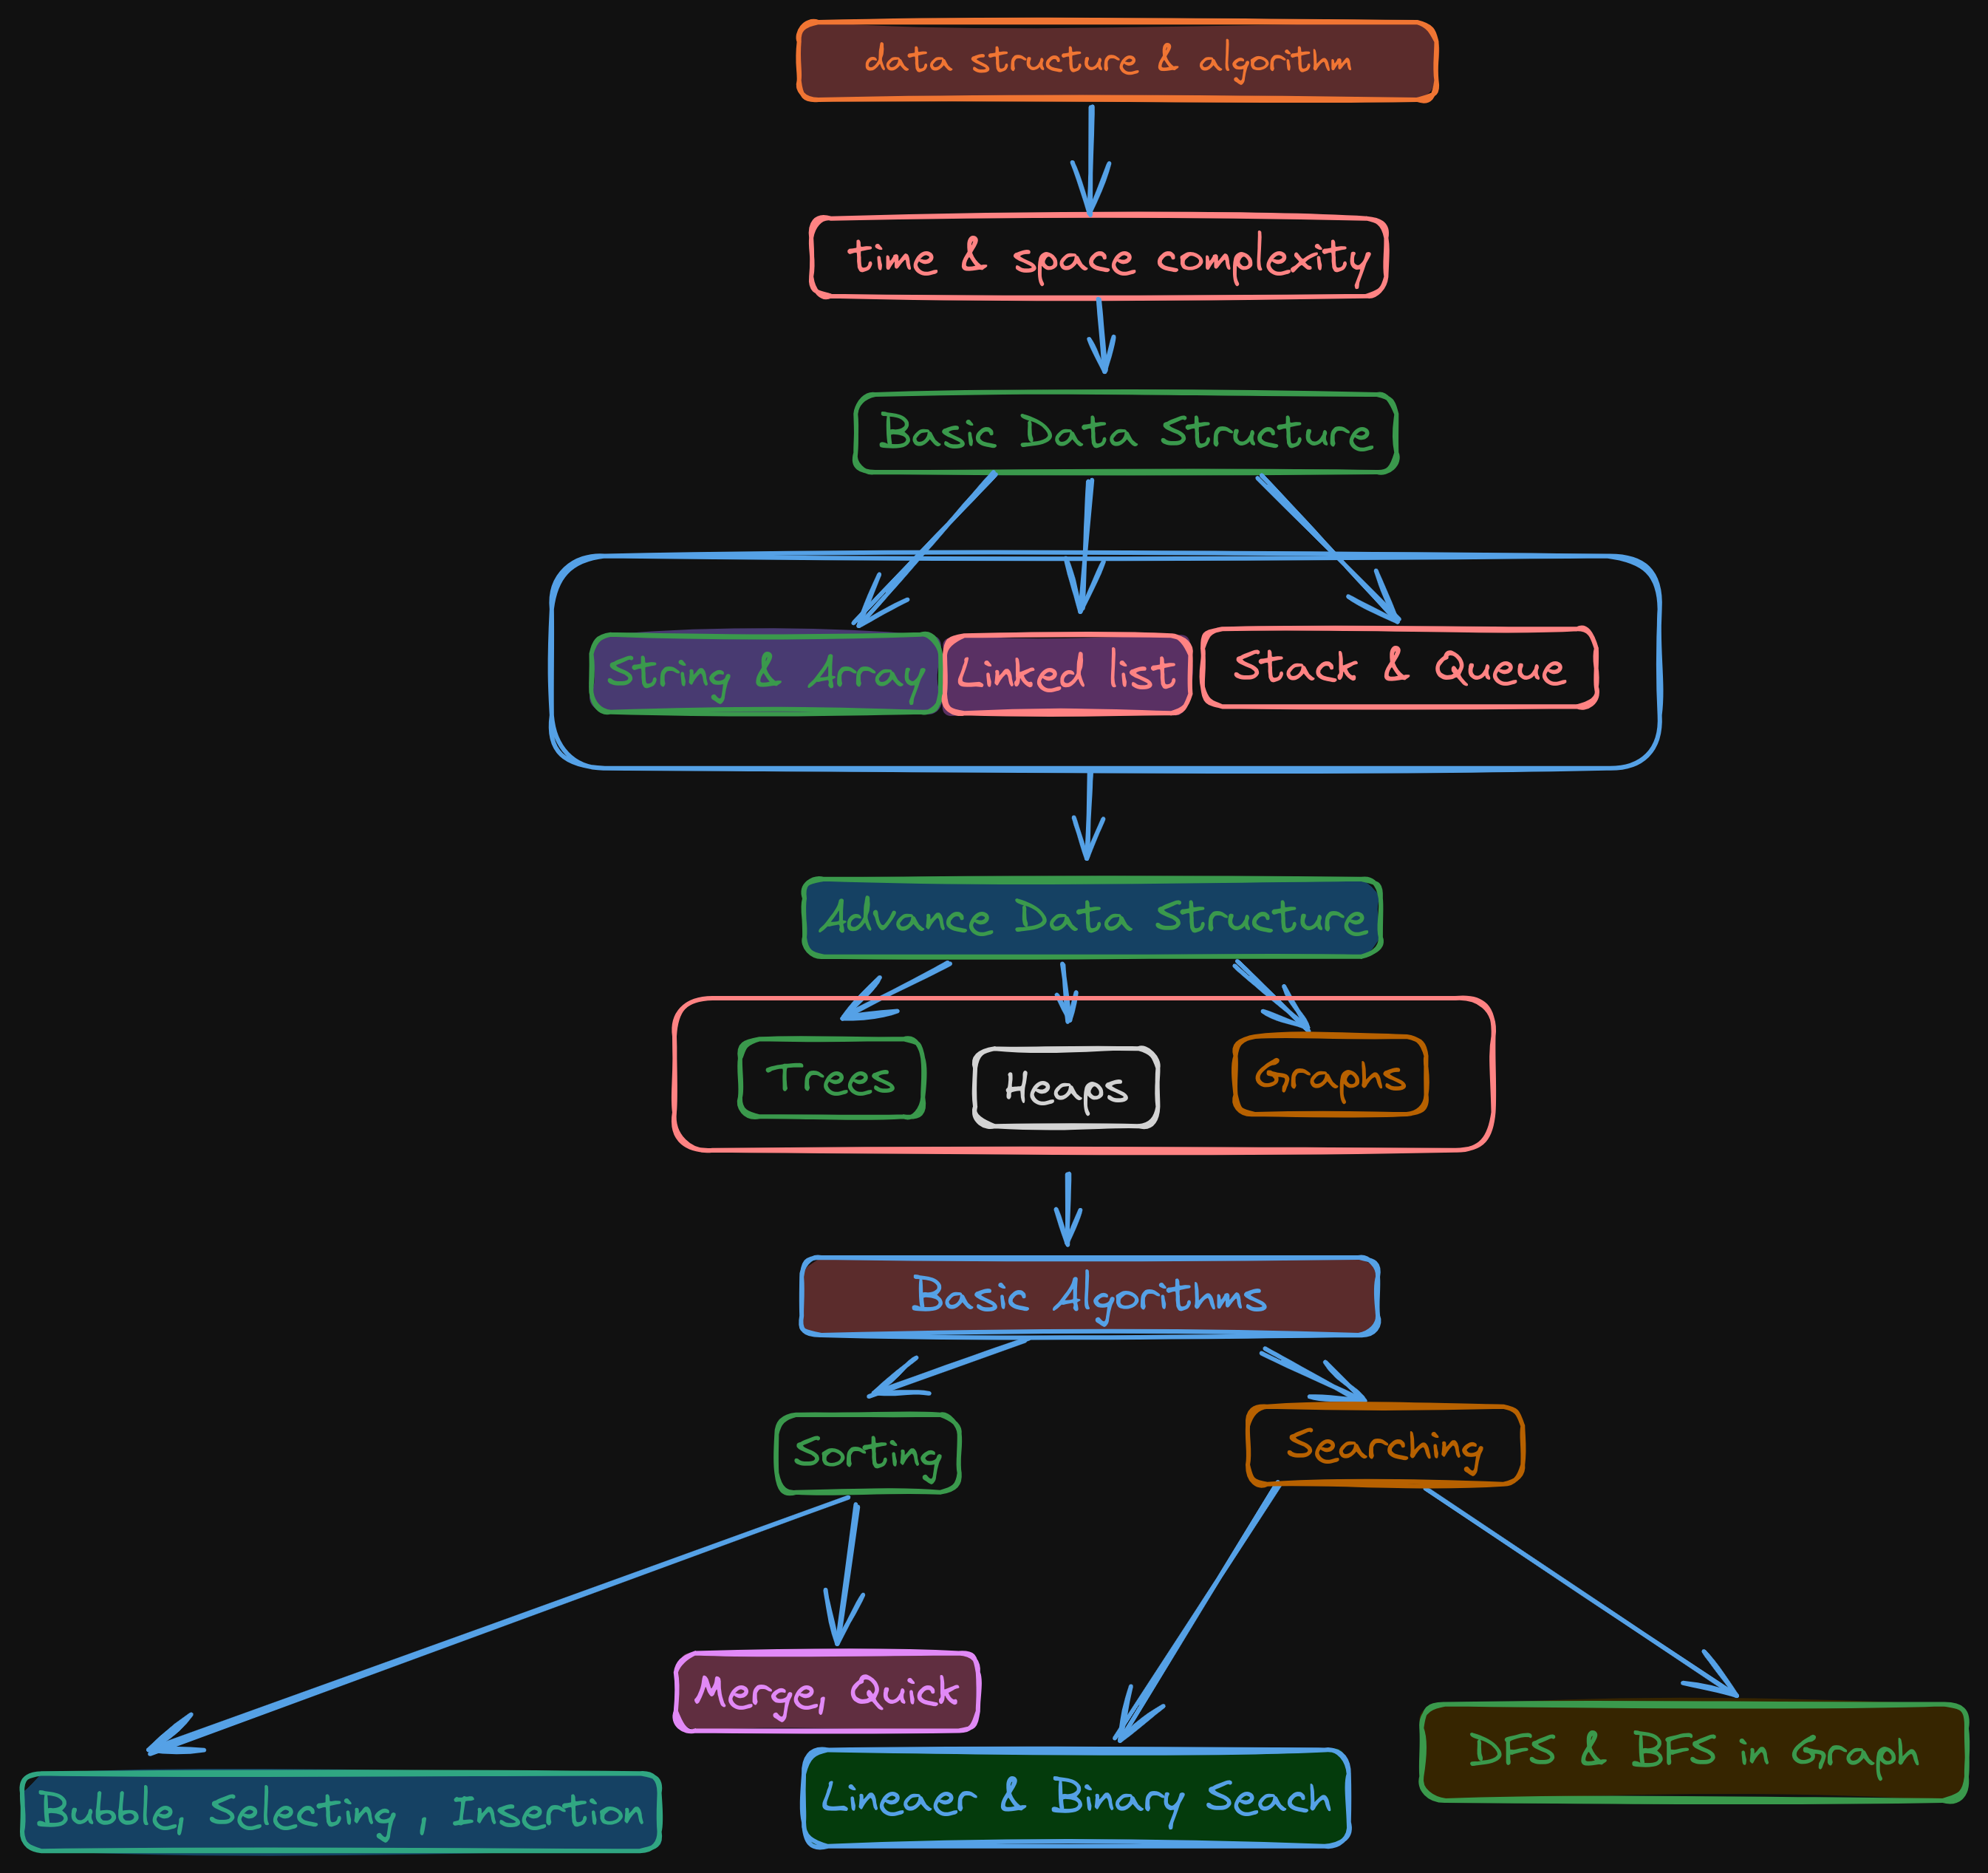 data structure & algorithm
time & space complexity
Basic Data Structure
String & Array
Linked list
Stack & Queue
Advance Data Structure
Trees
Heaps
Graphs
Basic Algorithms
Sorting
Searching
Merge, Quick
DFS & BFS in Graph
Bubble, Selecting , Insertion
Linear & Binary Seach